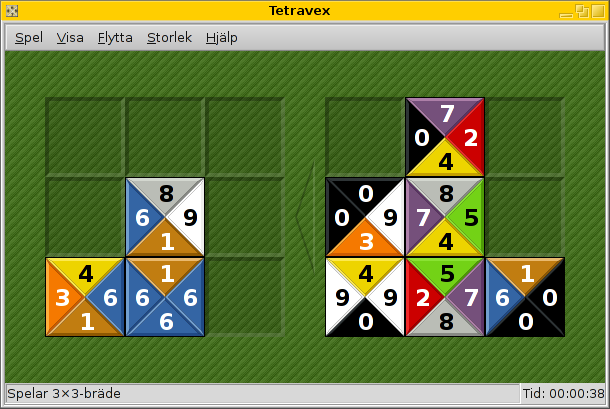 Tetravex
Spel Visa Flytta Storlek Hjälp
7
0 2
4
8 0 8
6 9 0 9 7 5
1 3 4
4 1 4 5 1
3 6 6 6 9 9 2 7 6 0
1 6 0 8 0
Spelar 3×3-bräde Tid: 00:00:38